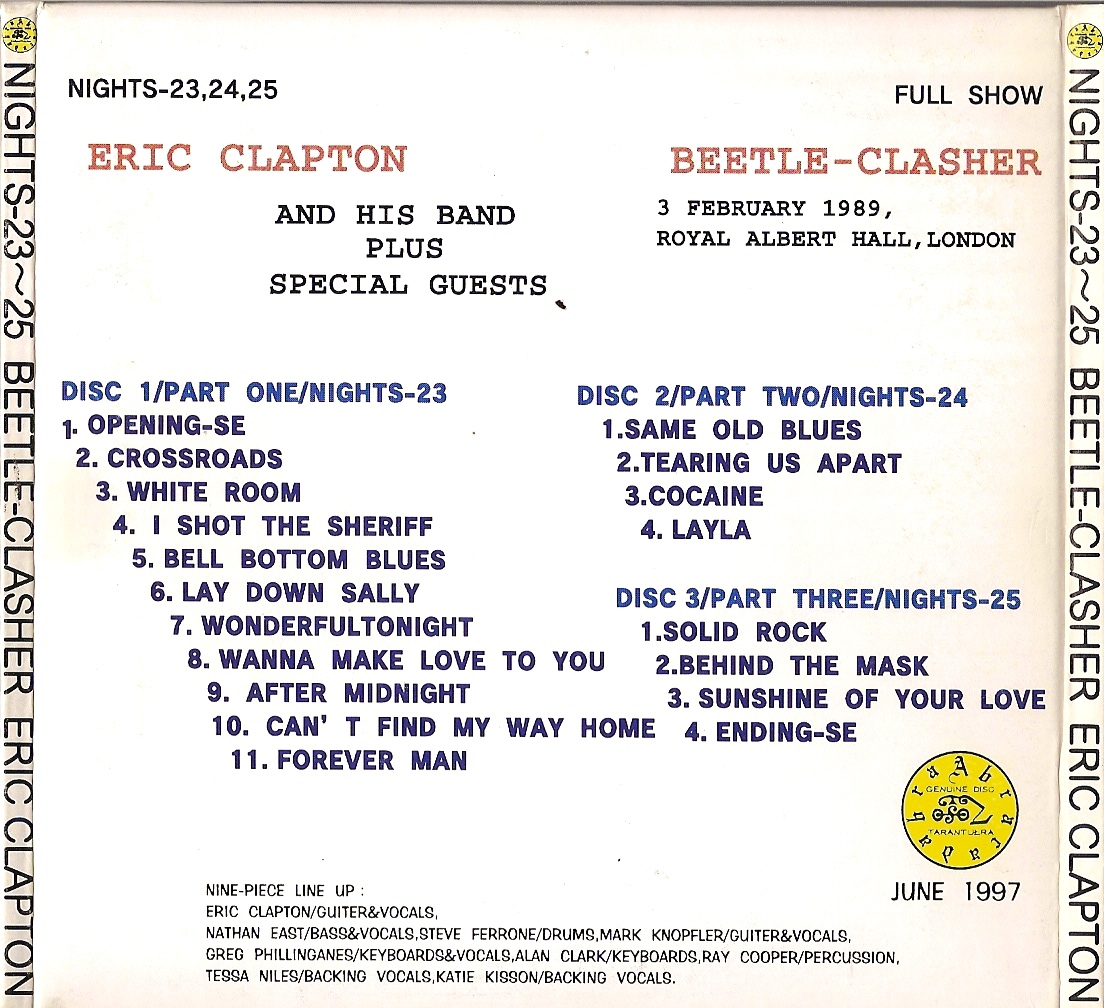 NIGHTS-23,24,25
FULL SHOW
ERIC CLAPTON
BEETLE-CLASHER
AND HIS BAND
PLUS
SPECIAL GUESTS
3 FEBRUARY 1989,
ROYAL ALBERT HALL,LONDON
DISC 1/PART ONE/NIGHTS-23
1. OPENING-SE
2. CROSSROADS
3. WHITE ROOM
4. I SHOT THE SHERIFF
5. BELL BOTTOM BLUES
6. LAY DOWN SALLY
7. WONDERFULTONIGHT
8. WANNA MAKE LOVE TO YOU
9. AFTER MIDNIGHT
10. CAN' T FIND MY WAY HOME
11. FOREVER MAN
DISC 2/PART TWO/NIGHTS-24
1.SAME OLD BLUES
2.TEARING US APART
3.COCAINE
4. LAYLA
DISC 3/PART THREE/NIGHTS-25
1.SOLID ROCK
2.BEHIND THE MASK
3. SUNSHINE OF YOUR LOVE
4. ENDING-SE
AbrAcadabra
GENUINE DISC
TARANTURA
JUNE 1997
NINE-PIECE LINE UP :
ERIC CLAPTON/GUITER&VOCALS,
NATHAN EAST/BASS&VOCALS,STEVE FERRONE/DRUMS,MARK KNOPFLER/GUITER&VOCALS,
GREG PHILLINGANES/KEYBOARDS&VOCALS,ALAN CLARK/KEYBOARDS,RAY COOPER/PERCUSSION,
TESSA NILES/BACKING VOCALS,KATIE KISSON/BACKING VOCALS.
NIGHTS-23~25 BEETLE-CLASHER ERIC CLAPTON
NIGHTS-23~25 BEETLE-CLASHER ERIC CLAPTON